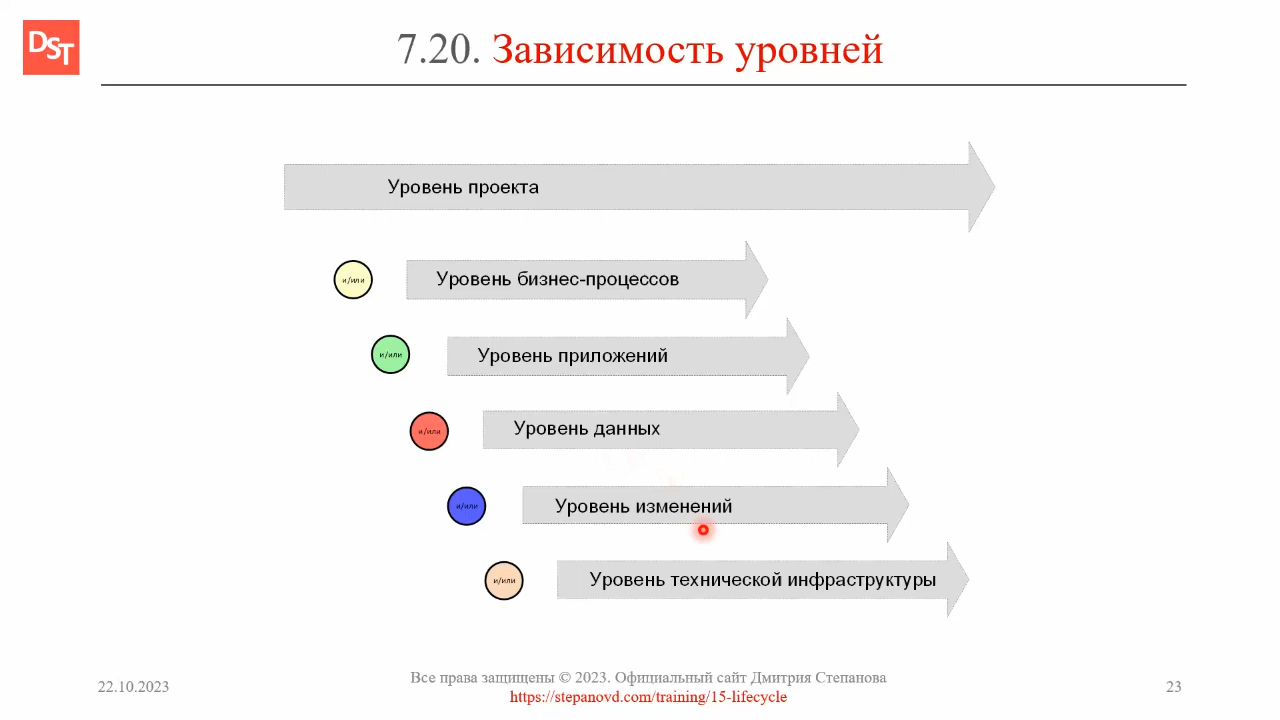 DST
7.20. Зависимость уровней
Уровень проекта
и/или
Уровень бизнес-процессов
и/или
Уровень приложений
и/или
Уровень данных
и/или
Уровень изменений
и/или
Уровень технической инфраструктуры
22.10.2023
Все права защищены © 2023. Официальный сайт Дмитрия Степанова
https://stepanovd.com/training/15-lifecycle
23